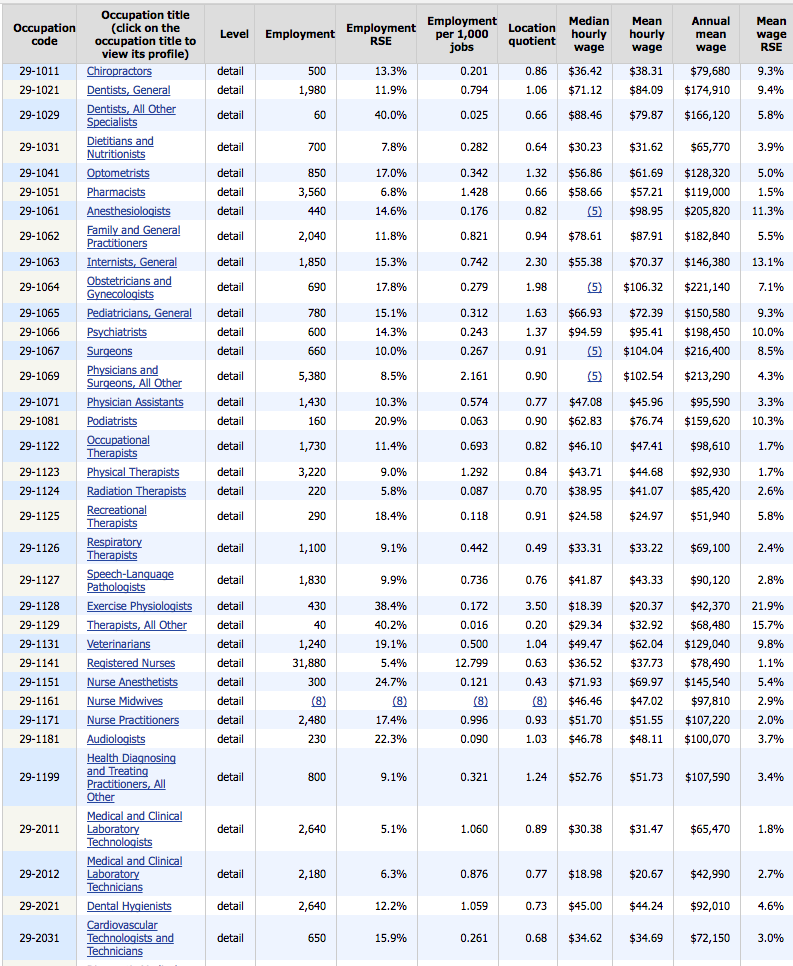 Occupation code Occupation title (click on the occupation title to view its profile) Level Employment Employment RSE Employment per 1,000 jobs Location quotient Median hourly wage Mean hourly wage Annual mean wage Mean wage RSE
29-1011 Chiropractors detail 500 13.3% 0.201 0.86 $36.42 $38.31 $79,680 9.3%
29-1021 Dentists, General detail 1,980 11.9% 0.794 1.06 $71.12 $84.09 $174,910 9.4%
29-1029 Dentists, All Other Specialists detail 60 40.0% 0.025 0.66 $88.46 $79.87 $166,120 5.8%
29-1031 Dietitians and Nutritionists detail 700 7.8% 0.282 0.64 $30.23 $31.62 $65,770 3.9%
29-1041 Optometrists detail 850 17.0% 0.342 1.32 $56.86 $61.69 $128,320 5.0%
29-1051 Pharmacists detail 3,560 6.8% 1.428 0.66 $58.66 $57.21 $119,000 1.5%
29-1061 Anesthesiologists detail 440 14.6% 0.176 0.82 (5) $98.95 $205,820 11.3%
29-1062 Family and General Practitioners detail 2,040 11.8% 0.821 0.94 $78.61 $87.91 $182,840 5.5%
29-1063 Internists, General detail 1,850 15.3% 0.742 2.30 $55.38 $70.37 $146,380 13.1%
29-1064 Obstetricians and Gynecologists detail 690 17.8% 0.279 1.98 (5) $106.32 $221,140 7.1%
29-1065 Pediatricians, General detail 780 15.1% 0.312 1.63 $66.93 $72.39 $150,580 9.3%
29-1066 Psychiatrists detail 600 14.3% 0.243 1.37 $94.59 $95.41 $198,450 10.0%
29-1067 Surgeons detail 660 10.0% 0.267 0.91 (5) $104.04 $216,400 8.5%
29-1069 Physicians and Surgeons, All Other detail 5,380 8.5% 2.161 0.90 (5) $102.54 $213,290 4.3%
29-1071 Physician Assistants detail 1,430 10.3% 0.574 0.77 $47.08 $45.96 $95,590 3.3%
29-1081 Podiatrists detail 160 20.9% 0.063 0.90 $62.83 $76.74 $159,620 10.3%
29-1122 Occupational Therapists detail 1,730 11.4% 0.693 0.82 $46.10 $47.41 $98,610 1.7%
29-1123 Physical Therapists detail 3,220 9.0% 1.292 0.84 $43.71 $44.68 $92,930 1.7%
29-1124 Radiation Therapists detail 220 5.8% 0.087 0.70 $38.95 $41.07 $85,420 2.6%
29-1125 Recreational Therapists detail 290 18.4% 0.118 0.91 $24.58 $24.97 $51,940 5.8%
29-1126 Respiratory Therapists detail 1,100 9.1% 0.442 0.49 $33.31 $33.22 $69,100 2.4%
29-1127 Speech-Language Pathologists detail 1,830 9.9% 0.736 0.76 $41.87 $43.33 $90,120 2.8%
29-1128 Exercise Physiologists detail 430 38.4% 0.172 3.50 $18.39 $20.37 $42,370 21.9%
29-1129 Therapists, All Other detail 40 40.2% 0.016 0.20 $29.34 $32.92 $68,480 15.7%
29-1131 Veterinarians detail 1,240 19.1% 0.500 1.04 $49.47 $62.04 $129,040 9.8%
29-1141 Registered Nurses detail 31,880 5.4% 12.799 0.63 $36.52 $37.73 $78,490 1.1%
29-1151 Nurse Anesthetists detail 300 24.7% 0.121 0.43 $71.93 $69.97 $145,540 5.4%
29-1161 Nurse Midwives detail (8) (8) (8) (8) $46.46 $47.02 $97,810 2.9%
29-1171 Nurse Practitioners detail 2,480 17.4% 0.996 0.93 $51.70 $51.55 $107,220 2.0%
29-1181 Audiologists detail 230 22.3% 0.090 1.03 $46.78 $48.11 $100,070 3.7%
29-1199 Health Diagnosing and Treating Practitioners, All Other detail 800 9.1% 0.321 1.24 $52.76 $51.73 $107,590 3.4%
29-2011 Medical and Clinical Laboratory Technologists detail 2,640 5.1% 1.060 0.89 $30.38 $31.47 $65,470 1.8%
29-2012 Medical and Clinical Laboratory Technicians detail 2,180 6.3% 0.876 0.77 $18.98 $20.67 $42,990 2.7%
29-2021 Dental Hygienists detail 2,640 12.2% 1.059 0.73 $45.00 $44.24 $92,010 4.6%
29-2031 Cardiovascular Technologists and Technicians detail 650 15.9% 0.261 0.68 $34.62 $34.69 $72,150 3.0%